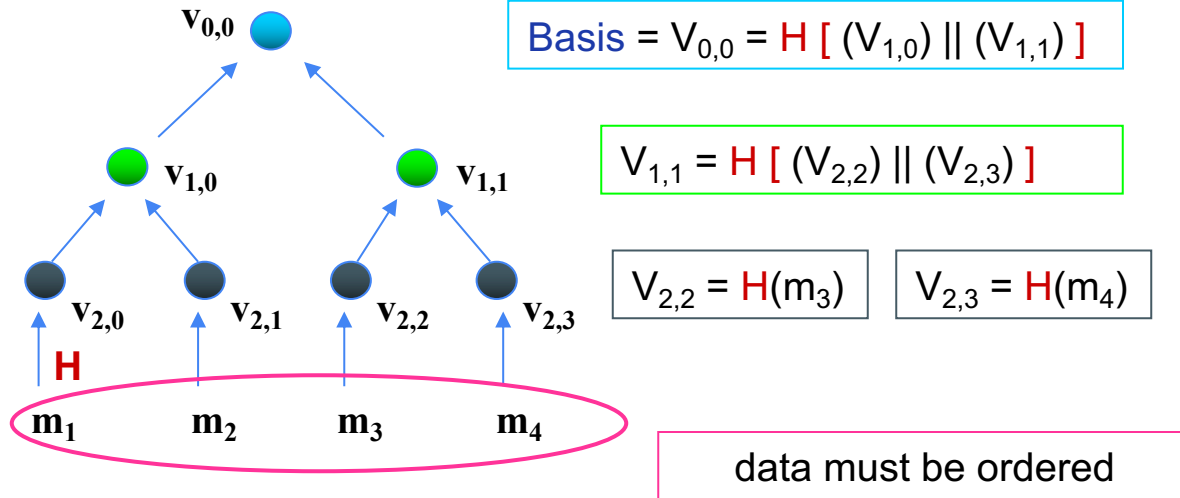 v0,0
Basis = V0,0 = H [ (V1,0) || (V1,1) ]
v1,0
v1,1
V1,1 = H [ (V2,2) || (V2,3) ]
v2,0
v2,1
v2,2
v2,3
V2,2 = H(m3)
V2,3 = H(m4)
H
m1
m2
m3
m4
data must be ordered